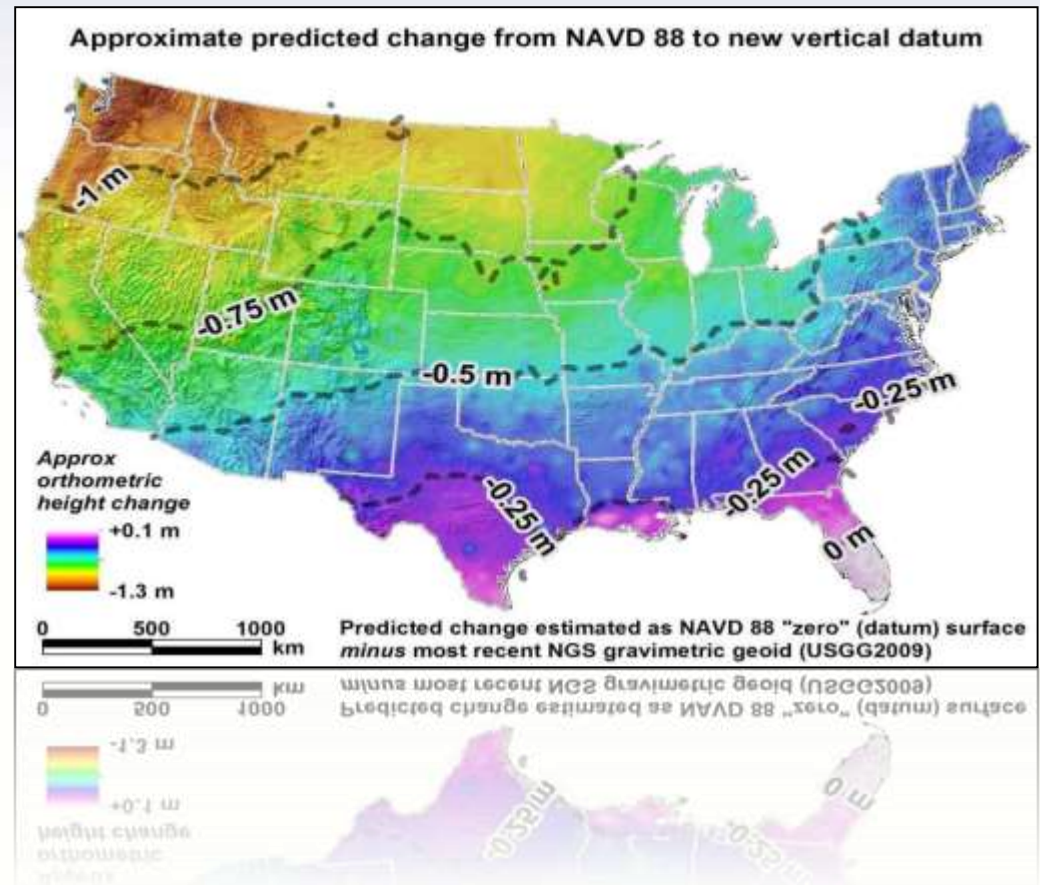 Approximate predicted change from NAVD 88 to new vertical datum
-1 m
-0.75 m
-0.5 m
-0.25 m
-0.25 m
-0.25 m
0 m
Approx
orthometric
height change
+0.1 m
-1.3 m
0 500 1000
km
Predicted change estimated as NAVD 88 "zero" (datum) surface
minus most recent NGS gravimetric geoid (USGG2009)